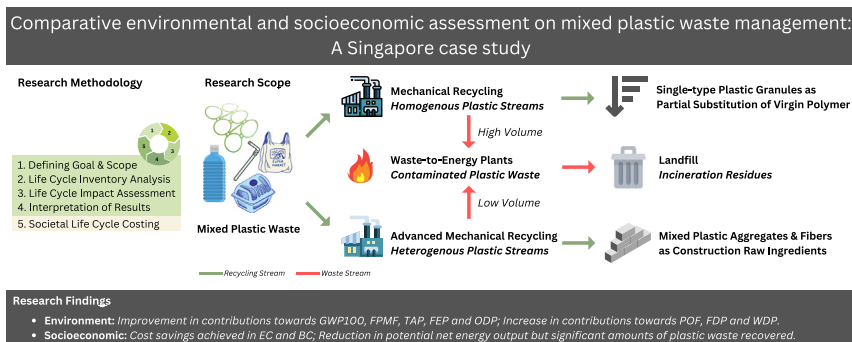 Comparative environmental and socioeconomic assessment on mixed plastic waste management:
A Singapore case study
Research Methodology
1. Defining Goal & Scope
2. Life Cycle Inventory Analysis
3. Life Cycle Impact Assessment
4. Interpretation of Results
5. Societal Life Cycle Costing
1
2
3
4
5
Research Scope
Mixed Plastic Waste
Recycling Stream
Waste Stream
Mechanical Recycling
Homogenous Plastic Streams
High Volume
Waste-to-Energy Plants
Contaminated Plastic Waste
Low Volume
Advanced Mechanical Recycling
Heterogenous Plastic Streams
Single-type Plastic Granules as
Partial Substitution of Virgin Polymer
Landfill
Incineration Residues
Mixed Plastic Aggregates & Fibers
as Construction Raw Ingredients
Research Findings
• Environment: Improvement in contributions towards GWP100, FPMF, TAP, FEP and ODP; Increase in contributions towards POF, FDP and WDP.
• Socioeconomic: Cost savings achieved in EC and BC; Reduction in potential net energy output but significant amounts of plastic waste recovered.